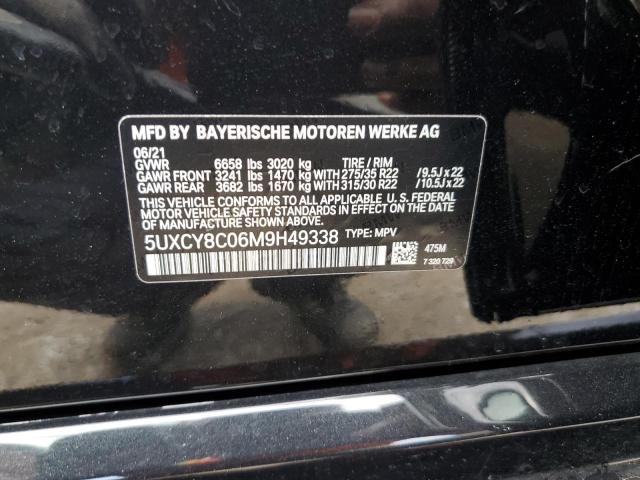 MFD BY BAYERISCHE MOTOREN WERKE AG
06/21
GVWR 6658 lbs 3020 kg TIRE / RIM
GAWR FRONT 3241 lbs 1470 kg WITH 275/35 R22 /9.5J x 22
GAWR REAR 3682 lbs 1670 kg WITH 315/30 R22 /10.5J x 22
THIS VEHICLE CONFORMS TO ALL APPLICABLE U. S. FEDERAL
MOTOR VEHICLE SAFETY STANDARDS IN EFFECT ON THE DATE
OF MANUFACTURE SHOWN ABOVE.
5UXCY8C06M9H49338 TYPE: MPV
475M
7 320 729